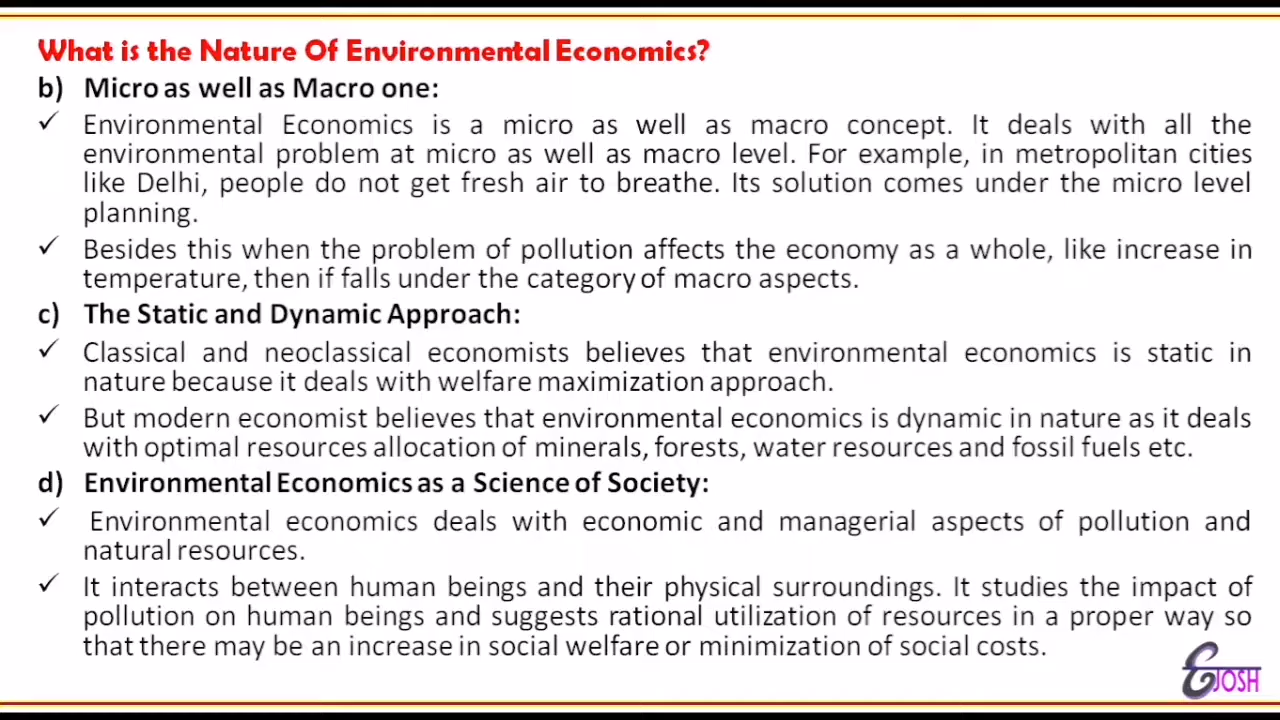 What is the Nature Of Environmental Economics?
b) Micro as well as Macro one:
✓ Environmental Economics is a micro as well as macro concept. It deals with all the
environmental problem at micro as well as macro level. For example, in metropolitan cities
like Delhi, people do not get fresh air to breathe. Its solution comes under the micro level
planning.
✓ Besides this when the problem of pollution affects the economy as a whole, like increase in
temperature, then if falls under the category of macro aspects.
c) The Static and Dynamic Approach:
✓ Classical and neoclassical economists believes that environmental economics is static in
nature because it deals with welfare maximization approach.
✓ But modern economist believes that environmental economics is dynamic in nature as it deals
with optimal resources allocation of minerals, forests, water resources and fossil fuels etc.
d) Environmental Economics as a Science of Society:
✓ Environmental economics deals with economic and managerial aspects of pollution and
natural resources.
✓ It interacts between human beings and their physical surroundings. It studies the impact of
pollution on human beings and suggests rational utilization of resources in a proper way so
that there may be an increase in social welfare or minimization of social costs.
JOSH